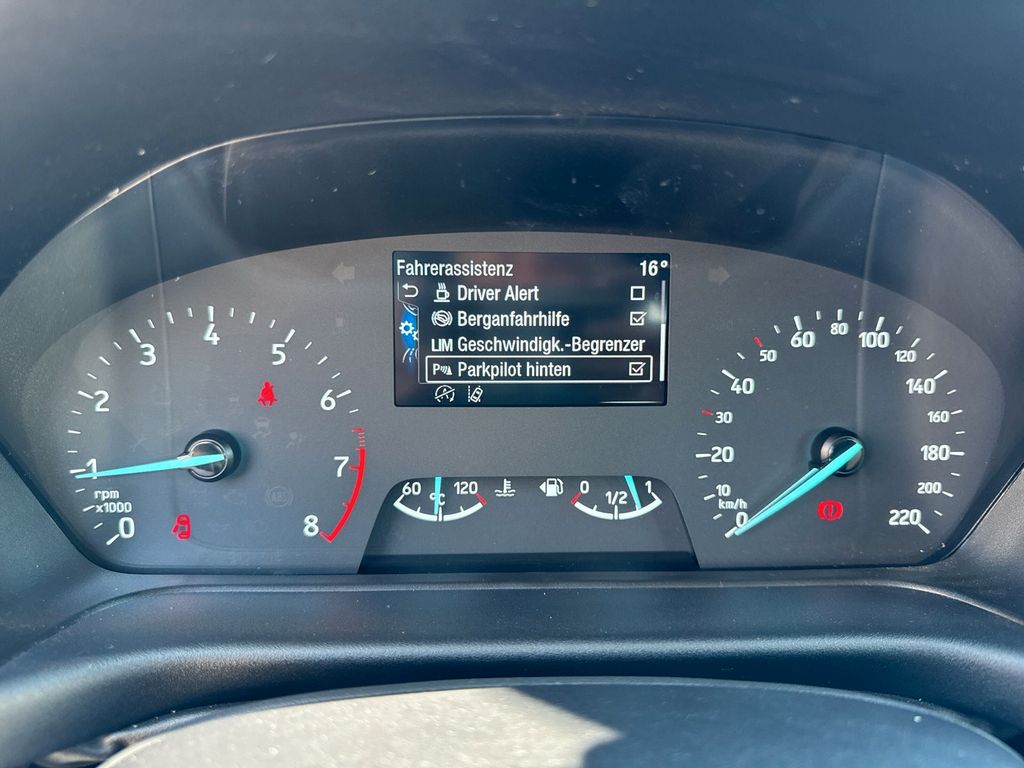 Fahrerassistenz 16°
Driver Alert
Berganfahrhilfe
LIM Geschwindigk.-Begrenzer
P Parkpilot hinten
0
1
2
3
4
5
6
7
8
rpm
x1000
60 °C 120
0 1/2 1
0
10
20
30
40
50
60
80
100
120
140
160
180
200
220
km/h
ABS